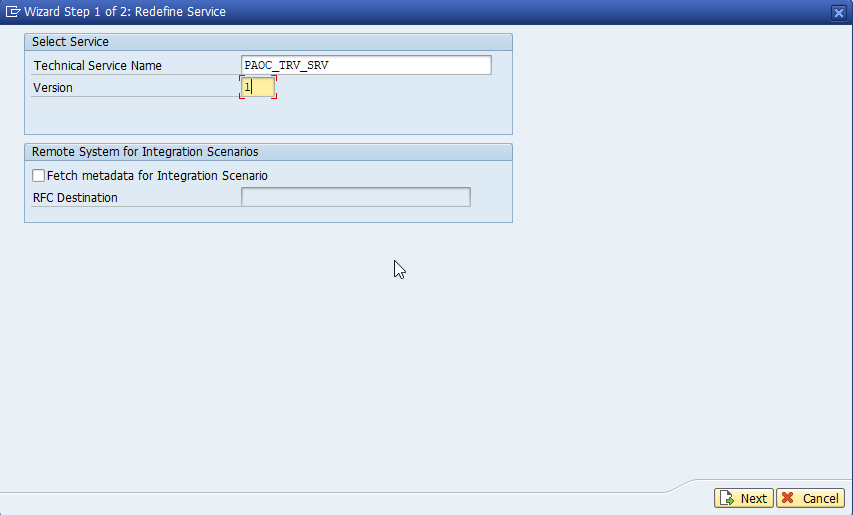 Wizard Step 1 of 2: Redefine Service
Select Service
Technical Service Name PAOC_TRV_SRV
Version 1
Remote System for Integration Scenarios
Fetch metadata for Integration Scenario
RFC Destination
Next Cancel